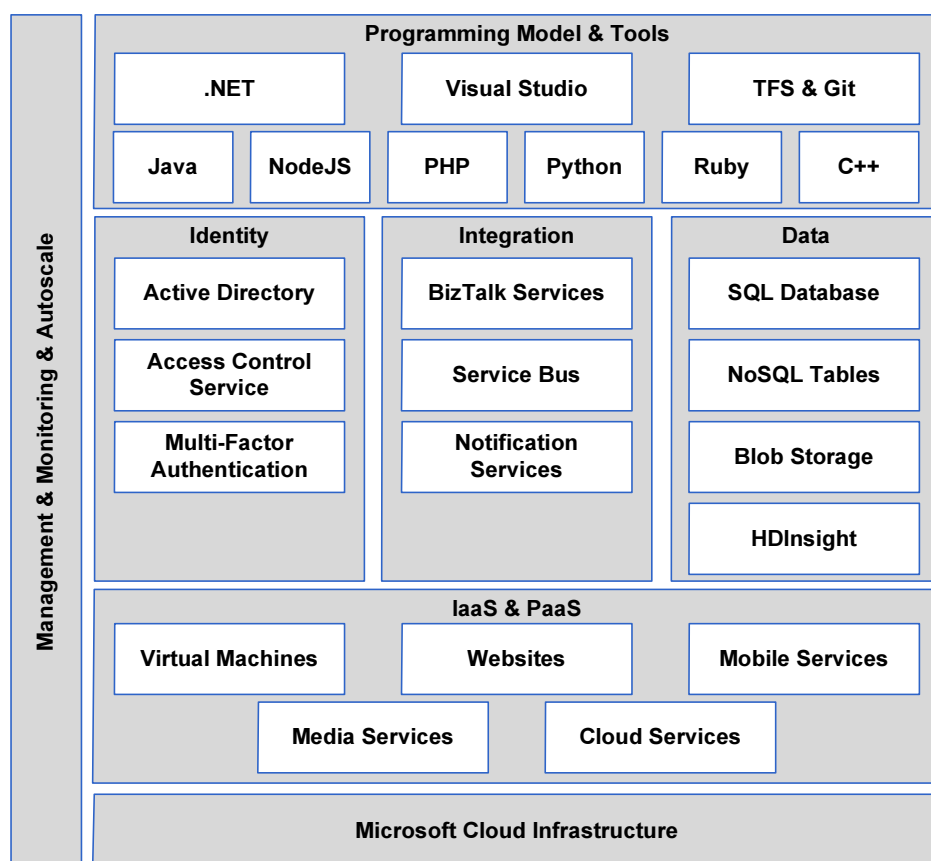 Management & Monitoring & Autoscale
Programming Model & Tools
.NET
Visual Studio
TFS & Git
Java
NodeJS
PHP
Python
Ruby
C++
Identity
Active Directory
Access Control
Service
Multi-Factor
Authentication
Integration
BizTalk Services
Service Bus
Notification
Services
Data
SQL Database
NoSQL Tables
Blob Storage
HDInsight
IaaS & PaaS
Virtual Machines
Websites
Mobile Services
Media Services
Cloud Services
Microsoft Cloud Infrastructure